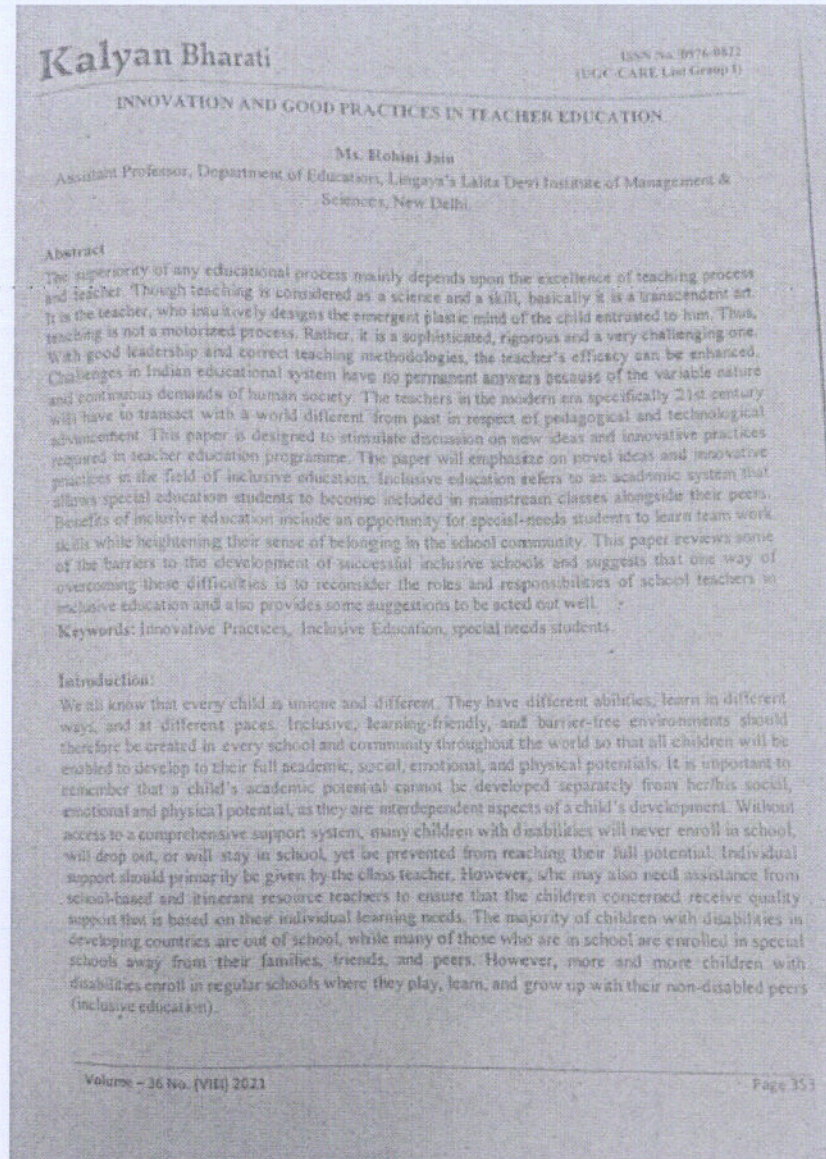 Kalyan Bharati
ISSN No. 0976-0822
(UGC CARE List Group I)
INNOVATION AND GOOD PRACTICES IN TEACHER EDUCATION
Ms. Rohini Jain
Assistant Professor, Department of Education, Lingaya's Lalita Devi Institute of Management &
Sciences, New Delhi.
Abstract
The superiority of any educational process mainly depends upon the excellence of teaching process
and teacher. Though teaching is considered as a science and a skill, basically it is a transcendent art.
It is the teacher, who intuitively designs the emergent plastic mind of the child entrusted to him. Thus,
teaching is not a motorized process. Rather, it is a sophisticated, rigorous and a very challenging one.
With good leadership and correct teaching methodologies, the teacher's efficacy can be enhanced.
Challenges in Indian educational system have no permanent answers because of the variable nature
and continuous demands of human society. The teachers in the modern era specifically 21st century
will have to transact with a world different from past in respect of pedagogical and technological
advancement. This paper is designed to stimulate discussion on new ideas and innovative practices
required in teacher education programme. The paper will emphasize on novel ideas and innovative
practices in the field of inclusive education. Inclusive education refers to an academic system that
allows special education students to become included in mainstream classes alongside their peers.
Benefits of inclusive education include an opportunity for special-needs students to learn team work
skills while heightening their sense of belonging in the school community. This paper reviews some
of the barriers to the development of successful inclusive schools and suggests that one way of
overcoming these difficulties is to reconsider the roles and responsibilities of school teachers in
inclusive education and also provides some suggestions to be acted out well.
Keywords: Innovative Practices, Inclusive Education, special needs students.
Introduction:
We all know that every child is unique and different. They have different abilities, learn in different
ways, and at different paces. Inclusive, learning-friendly, and barrier-free environments should
therefore be created in every school and community throughout the world so that all children will be
enabled to develop to their full academic, social, emotional, and physical potentials. It is important to
remember that a child's academic potential cannot be developed separately from her/his social,
emotional and physical potential, as they are interdependent aspects of a child's development. Without
access to a comprehensive support system, many children with disabilities will never enroll in school,
will drop out, or will stay in school, yet be prevented from reaching their full potential. Individual
support should primarily be given by the class teacher. However, s/he may also need assistance from
school-based and itinerant resource teachers to ensure that the children concerned receive quality
support that is based on their individual learning needs. The majority of children with disabilities in
developing countries are out of school, while many of those who are in school are enrolled in special
schools away from their families, friends, and peers. However, more and more children with
disabilities enroll in regular schools where they play, learn, and grow up with their non-disabled peers
(inclusive education).
Volume – 36 No. (VIII) 2021
Page 353